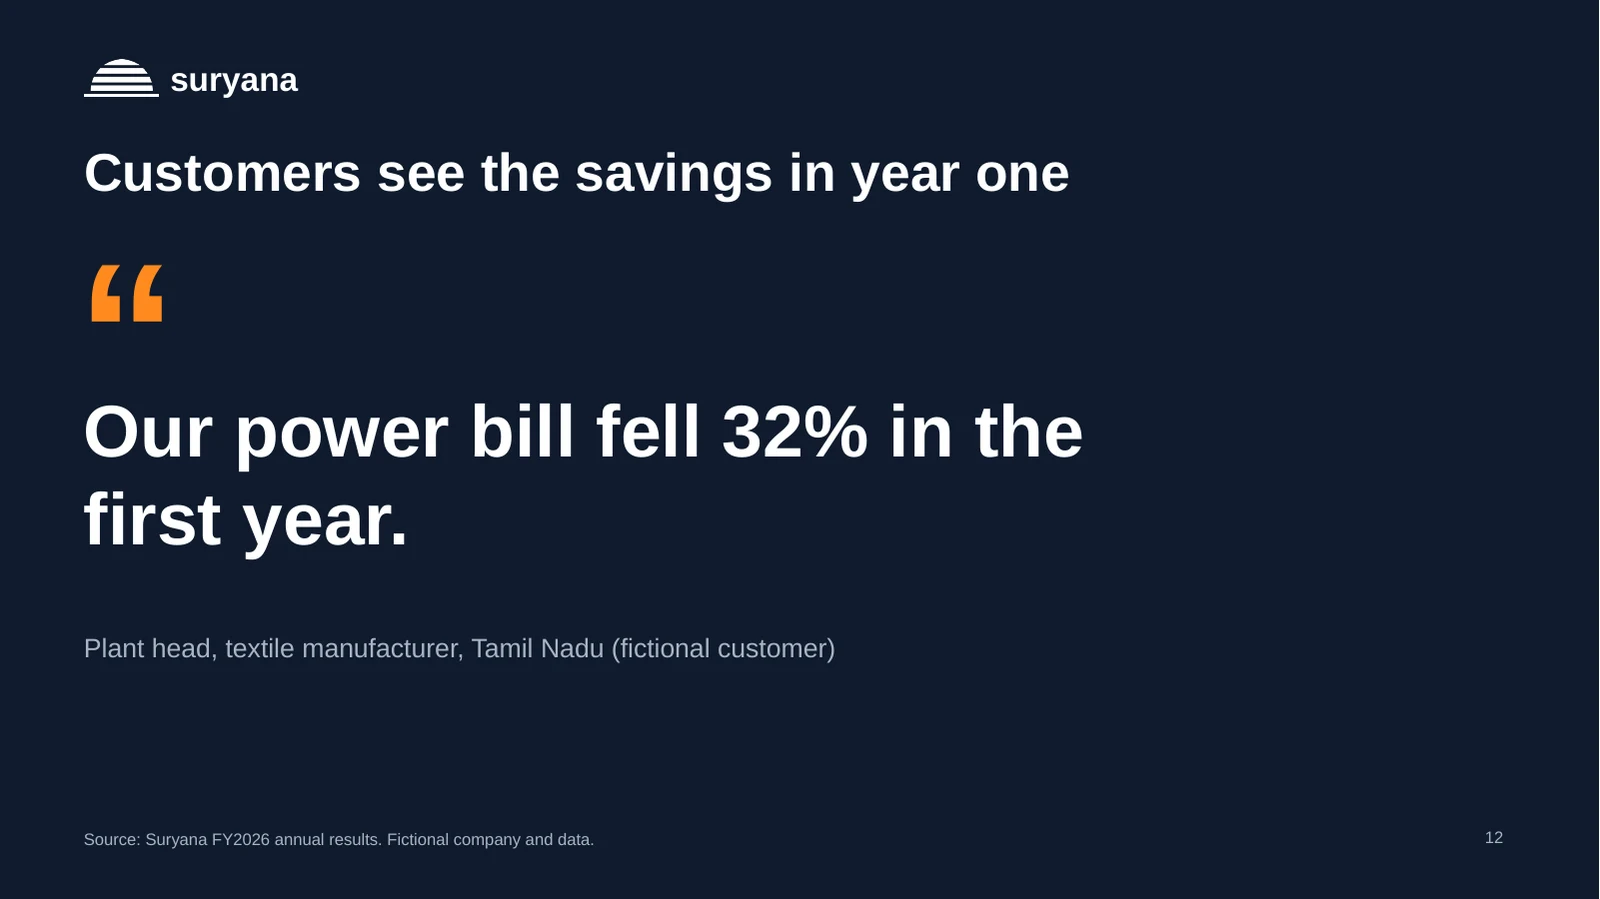 suryana
Customers see the savings in year one
“
Our power bill fell 32% in the
first year.
Plant head, textile manufacturer, Tamil Nadu (fictional customer)
Source: Suryana FY2026 annual results. Fictional company and data.
12